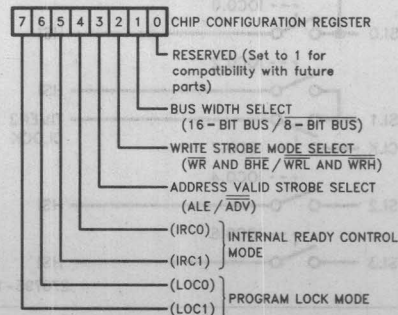 7 6 5 4 3 2 1 0 CHIP CONFIGURATION REGISTER
RESERVED (Set to 1 for
compatibility with future
parts)
BUS WIDTH SELECT
(16-BIT BUS/8-BIT BUS)
WRITE STROBE MODE SELECT
(WR AND BHE/WRL AND WRH)
ADDRESS VALID STROBE SELECT
(ALE/ADV)
(IRC0)
INTERNAL READY CONTROL
MODE
(IRC1)
(LOC0)
PROGRAM LOCK MODE
(LOC1)